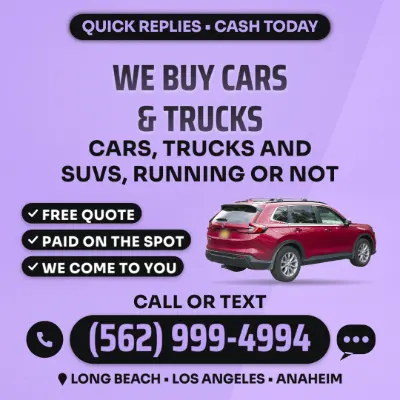 QUICK REPLIES • CASH TODAY
WE BUY CARS
& TRUCKS
CARS, TRUCKS AND
SUVS, RUNNING OR NOT
FREE QUOTE
PAID ON THE SPOT
WE COME TO YOU
CALL OR TEXT
(562) 999-4994
LONG BEACH • LOS ANGELES • ANAHEIM